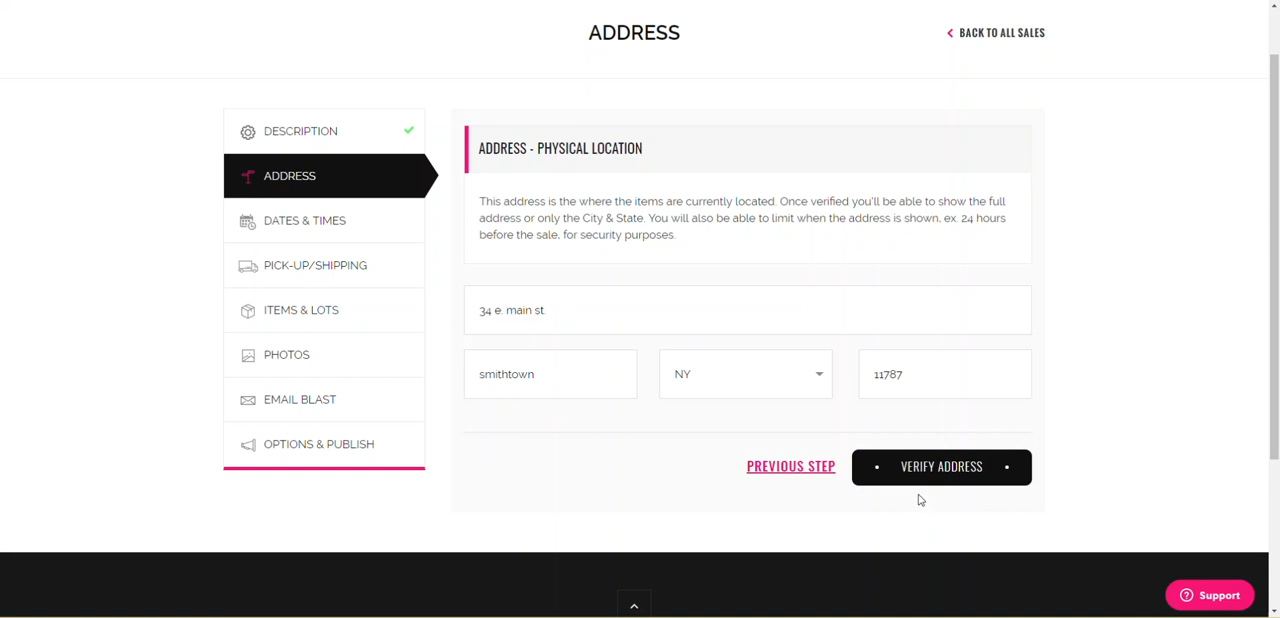 ADDRESS
BACK TO ALL SALES
DESCRIPTION
ADDRESS
DATES & TIMES
PICK-UP/SHIPPING
ITEMS & LOTS
PHOTOS
EMAIL BLAST
OPTIONS & PUBLISH
ADDRESS - PHYSICAL LOCATION
This address is the where the items are currently located. Once verified you'll be able to show the full
address or only the City & State. You will also be able to limit when the address is shown, ex. 24 hours
before the sale, for security purposes.
34 e. main st.
smithtown
NY
11787
PREVIOUS STEP
VERIFY ADDRESS
Support